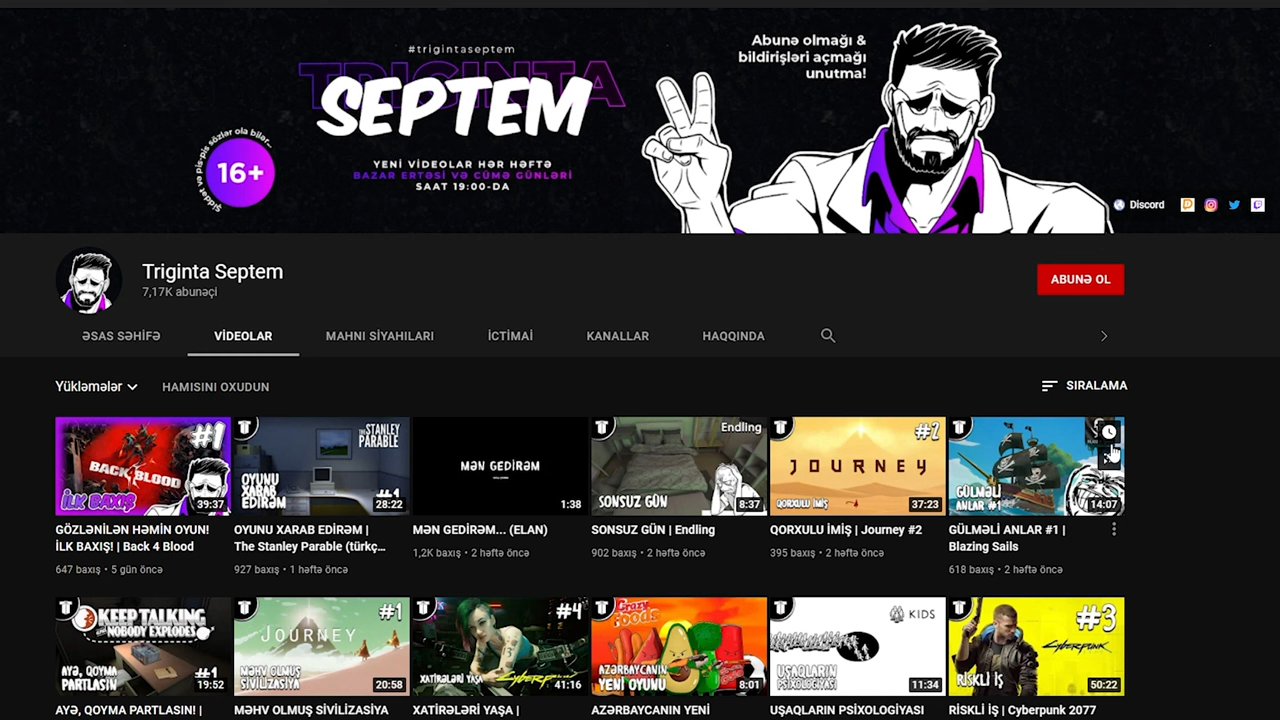 #trigintaseptem
TRIGINTA
SEPTEM
YENİ VİDEOLAR HƏR HƏFTƏ
BAZAR ERTƏSİ VƏ CÜMƏ GÜNLƏRİ
SAAT 19:00-DA
Şiddət və pis-pis sözlər ola bilər...
16+
Abunə olmağı &
bildirişləri açmağı
unutma!
Discord
Triginta Septem
7,17K abunəçi
ABUNƏ OL
ƏSAS SƏHİFƏ
VİDEOLAR
MAHNI SİYAHILARI
İCTİMAİ
KANALLAR
HAQQINDA
Yükləmələr
HAMISINI OXUDUN
SIRALAMA
#1
BACK 4 BLOOD
İLK BAXIŞ
39:37
THE STANLEY
PARABLE
OYUNU
XARAB
EDİRƏM
#1
28:22
MƏN GEDİRƏM
1:38
Endling
SONSUZ GÜN
8:37
#2
JOURNEY
QORXULU İMİŞ
37:23
GÜLMƏLİ
ANLAR #1
14:07
GÖZLƏNİLƏN HƏMİN OYUN!
İLK BAXIŞ! | Back 4 Blood
647 baxış • 5 gün öncə
OYUNU XARAB EDİRƏM |
The Stanley Parable (türkç...
927 baxış • 1 həftə öncə
MƏN GEDİRƏM... (ELAN)
1,2K baxış • 2 həftə öncə
SONSUZ GÜN | Endling
902 baxış • 2 həftə öncə
QORXULU İMİŞ | Journey #2
395 baxış • 2 həftə öncə
GÜLMƏLİ ANLAR #1 |
Blazing Sails
618 baxış • 2 həftə öncə
KEEP TALKING
AND NOBODY EXPLODES
AYƏ, QOYMA
PARTLASIN
#1
19:52
#1
JOURNEY
MƏHV OLMUŞ
SİVİLİZASİYA
20:58
#4
XATİRƏLƏRİ YAŞA
CYBERPUNK
41:16
Crazy
Foods
AZƏRBAYCANIN
YENİ OYUNU
8:01
KIDS
UŞAQLARIN
PSİXOLOGİYASI
11:34
#3
CYBERPUNK
RİSKLİ İŞ
50:22
AYƏ, QOYMA PARTLASIN! |
MƏHV OLMUŞ SİVİLİZASİYA
XATİRƏLƏRİ YAŞA |
AZƏRBAYCANIN YENİ
UŞAQLARIN PSİXOLOGİYASI
RİSKLİ İŞ | Cyberpunk 2077